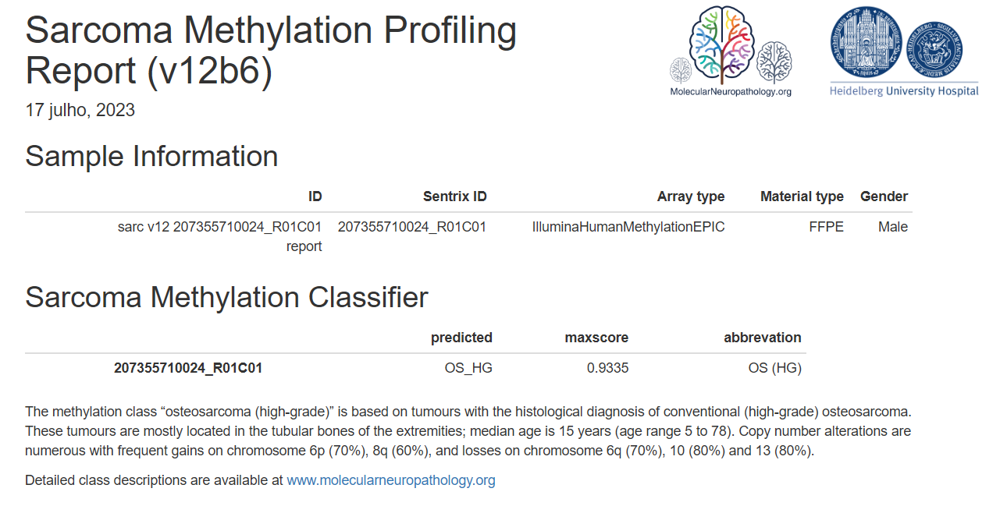 Sarcoma Methylation Profiling
Report (v12b6)
17 julho, 2023
MolecularNeuropathology.org
Heidelberg University Hospital
Sample Information
ID Sentrix ID Array type Material type Gender
sarc v12 207355710024_R01C01 207355710024_R01C01 IlluminaHumanMethylationEPIC FFPE Male
report
Sarcoma Methylation Classifier
predicted maxscore abbrevation
207355710024_R01C01 OS_HG 0.9335 OS (HG)
The methylation class “osteosarcoma (high-grade)” is based on tumours with the histological diagnosis of conventional (high-grade) osteosarcoma.
These tumours are mostly located in the tubular bones of the extremities; median age is 15 years (age range 5 to 78). Copy number alterations are
numerous with frequent gains on chromosome 6p (70%), 8q (60%), and losses on chromosome 6q (70%), 10 (80%) and 13 (80%).
Detailed class descriptions are available at www.molecularneuropathology.org